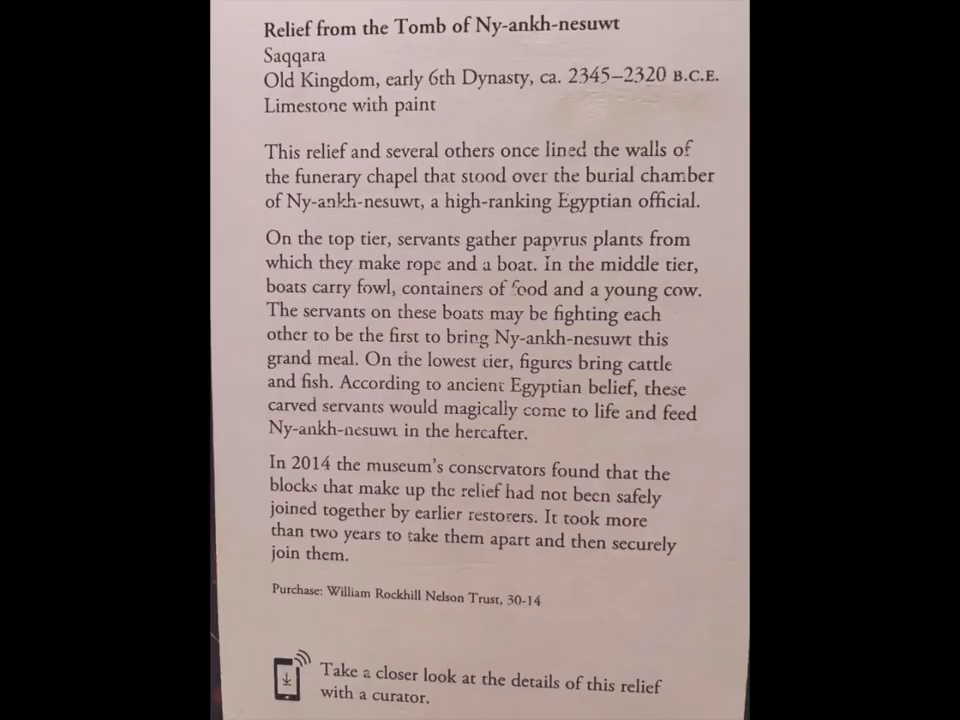 Relief from the Tomb of Ny-ankh-nesuwt
Saqqara
Old Kingdom, early 6th Dynasty, ca. 2345–2320 B.C.E.
Limestone with paint
This relief and several others once lined the walls of
the funerary chapel that stood over the burial chamber
of Ny-ankh-nesuwt, a high-ranking Egyptian official.
On the top tier, servants gather papyrus plants from
which they make rope and a boat. In the middle tier,
boats carry fowl, containers of food and a young cow.
The servants on these boats may be fighting each
other to be the first to bring Ny-ankh-nesuwt this
grand meal. On the lowest tier, figures bring cattle
and fish. According to ancient Egyptian belief, these
carved servants would magically come to life and feed
Ny-ankh-nesuwt in the hereafter.
In 2014 the museum's conservators found that the
blocks that make up the relief had not been safely
joined together by earlier restorers. It took more
than two years to take them apart and then securely
join them.
Purchase: William Rockhill Nelson Trust, 30-14
Take a closer look at the details of this relief
with a curator.